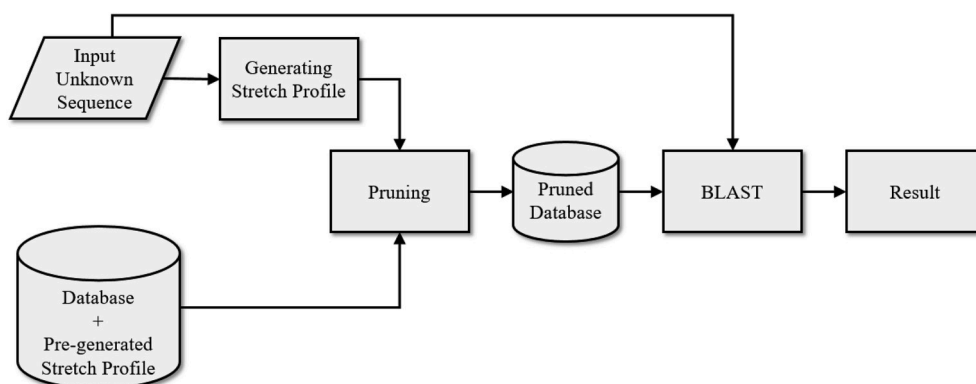 Input
Unknown
Sequence
Generating
Stretch Profile
Pruning
Pruned
Database
BLAST
Result
Database
+
Pre-generated
Stretch Profile